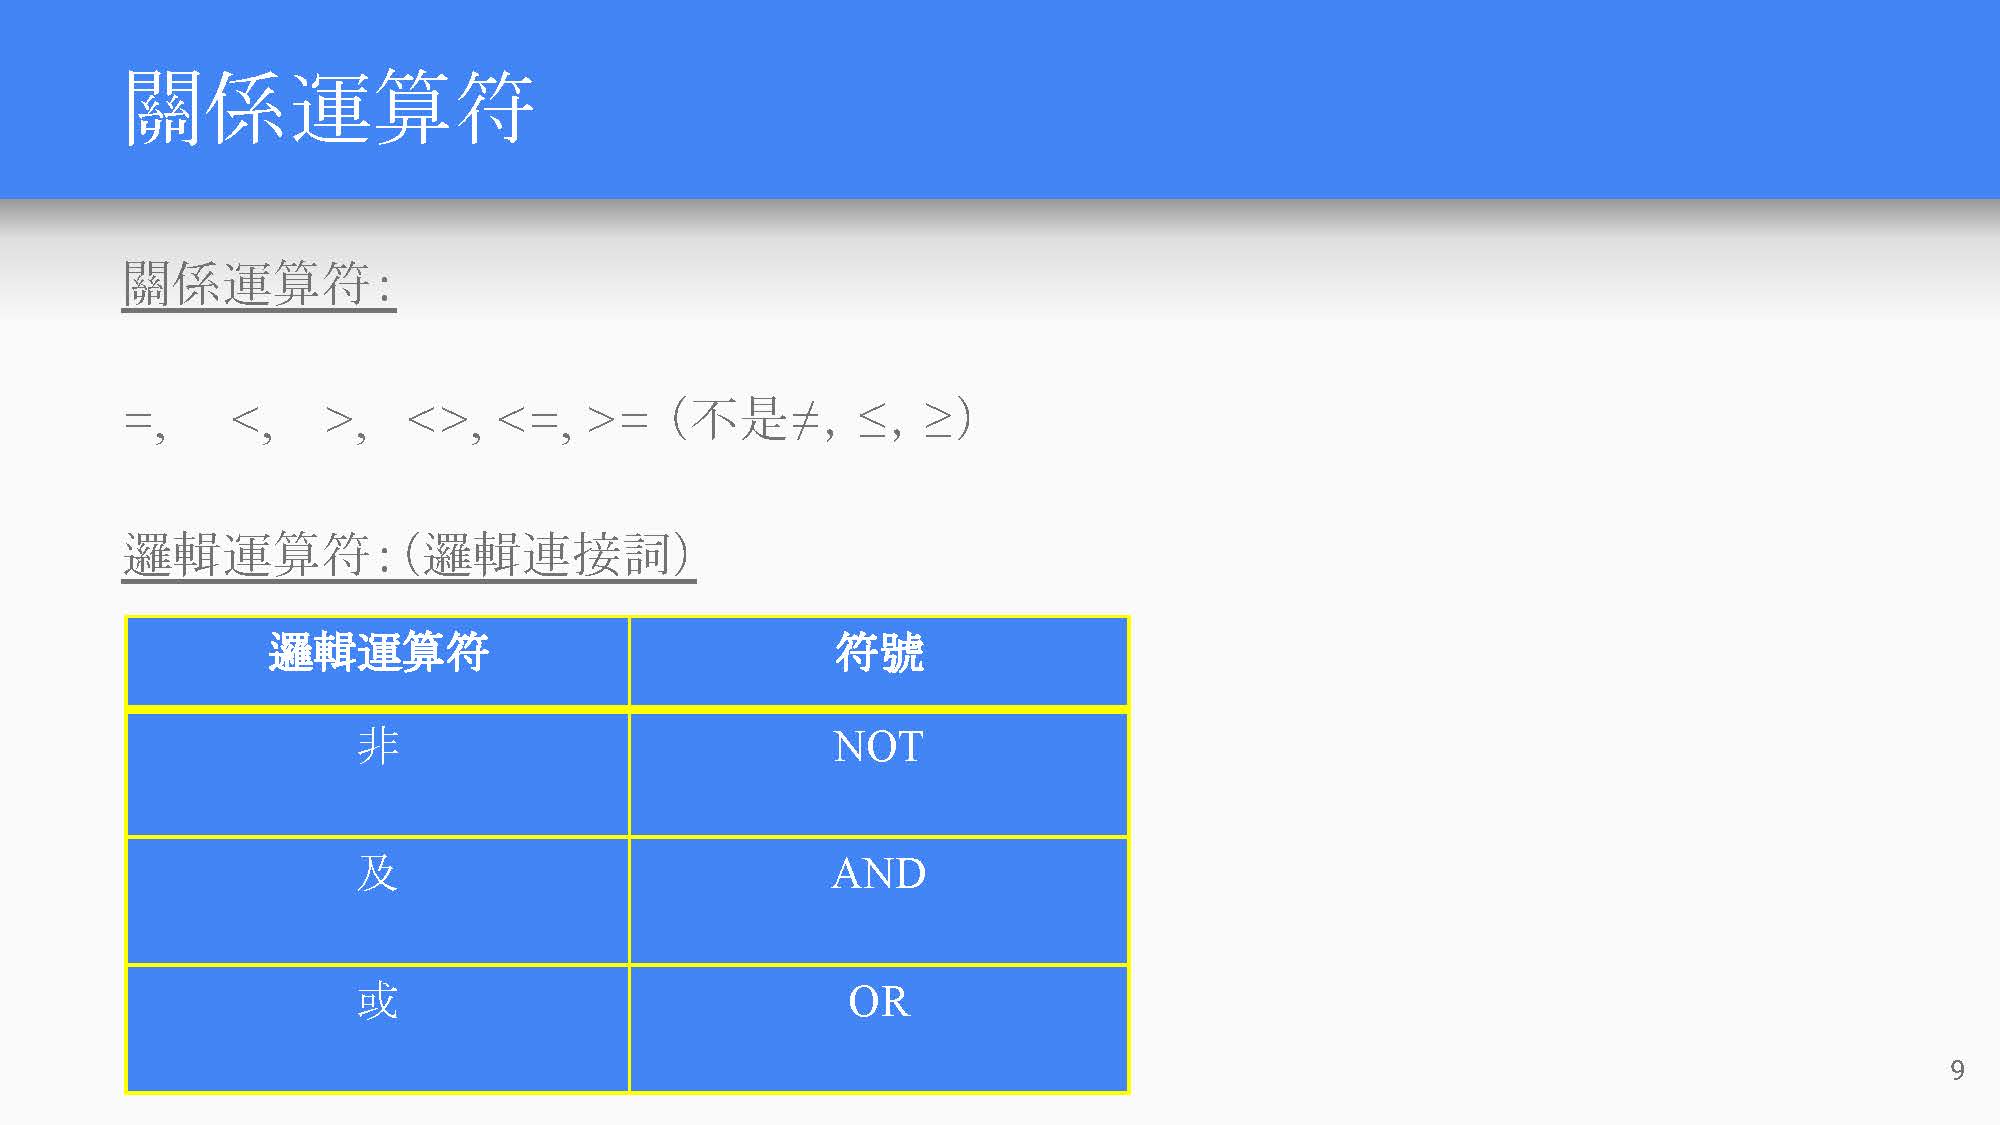 關係運算符
關係運算符:
=, <, >, <>, <=, >= (不是≠, ≤, ≥)
邏輯運算符:(邏輯連接詞)
邏輯運算符 符號
非 NOT
及 AND
或 OR
9